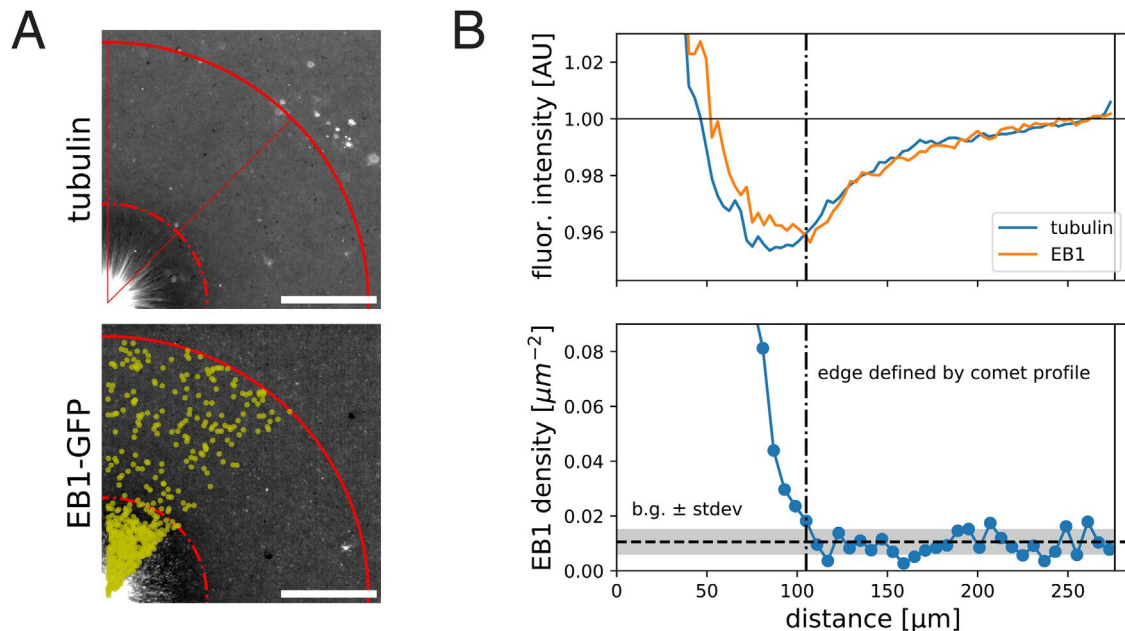 A
tubulin
EB1-GFP
B
fluor. intensity [AU]
1.02
1.00
0.98
0.96
tubulin
EB1
EB1 density [μm⁻²]
0.08
0.06
0.04
0.02
0.00
edge defined by comet profile
b.g. ± stdev
0
50
100
150
200
250
distance [μm]